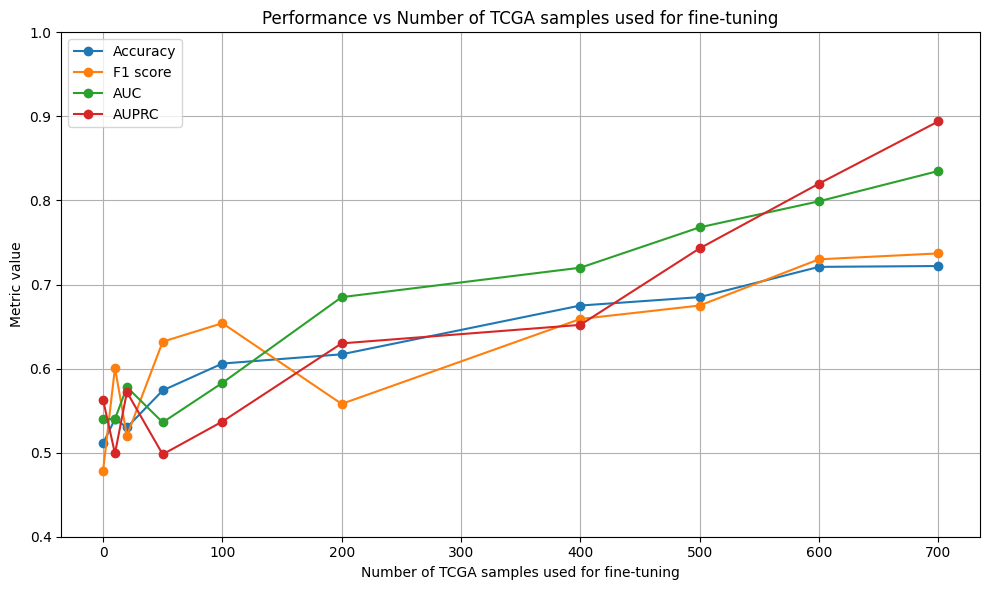 Performance vs Number of TCGA samples used for fine-tuning
Accuracy
F1 score
AUC
AUPRC
1.0
0.9
0.8
0.7
0.6
0.5
0.4
Metric value
0 100 200 300 400 500 600 700
Number of TCGA samples used for fine-tuning